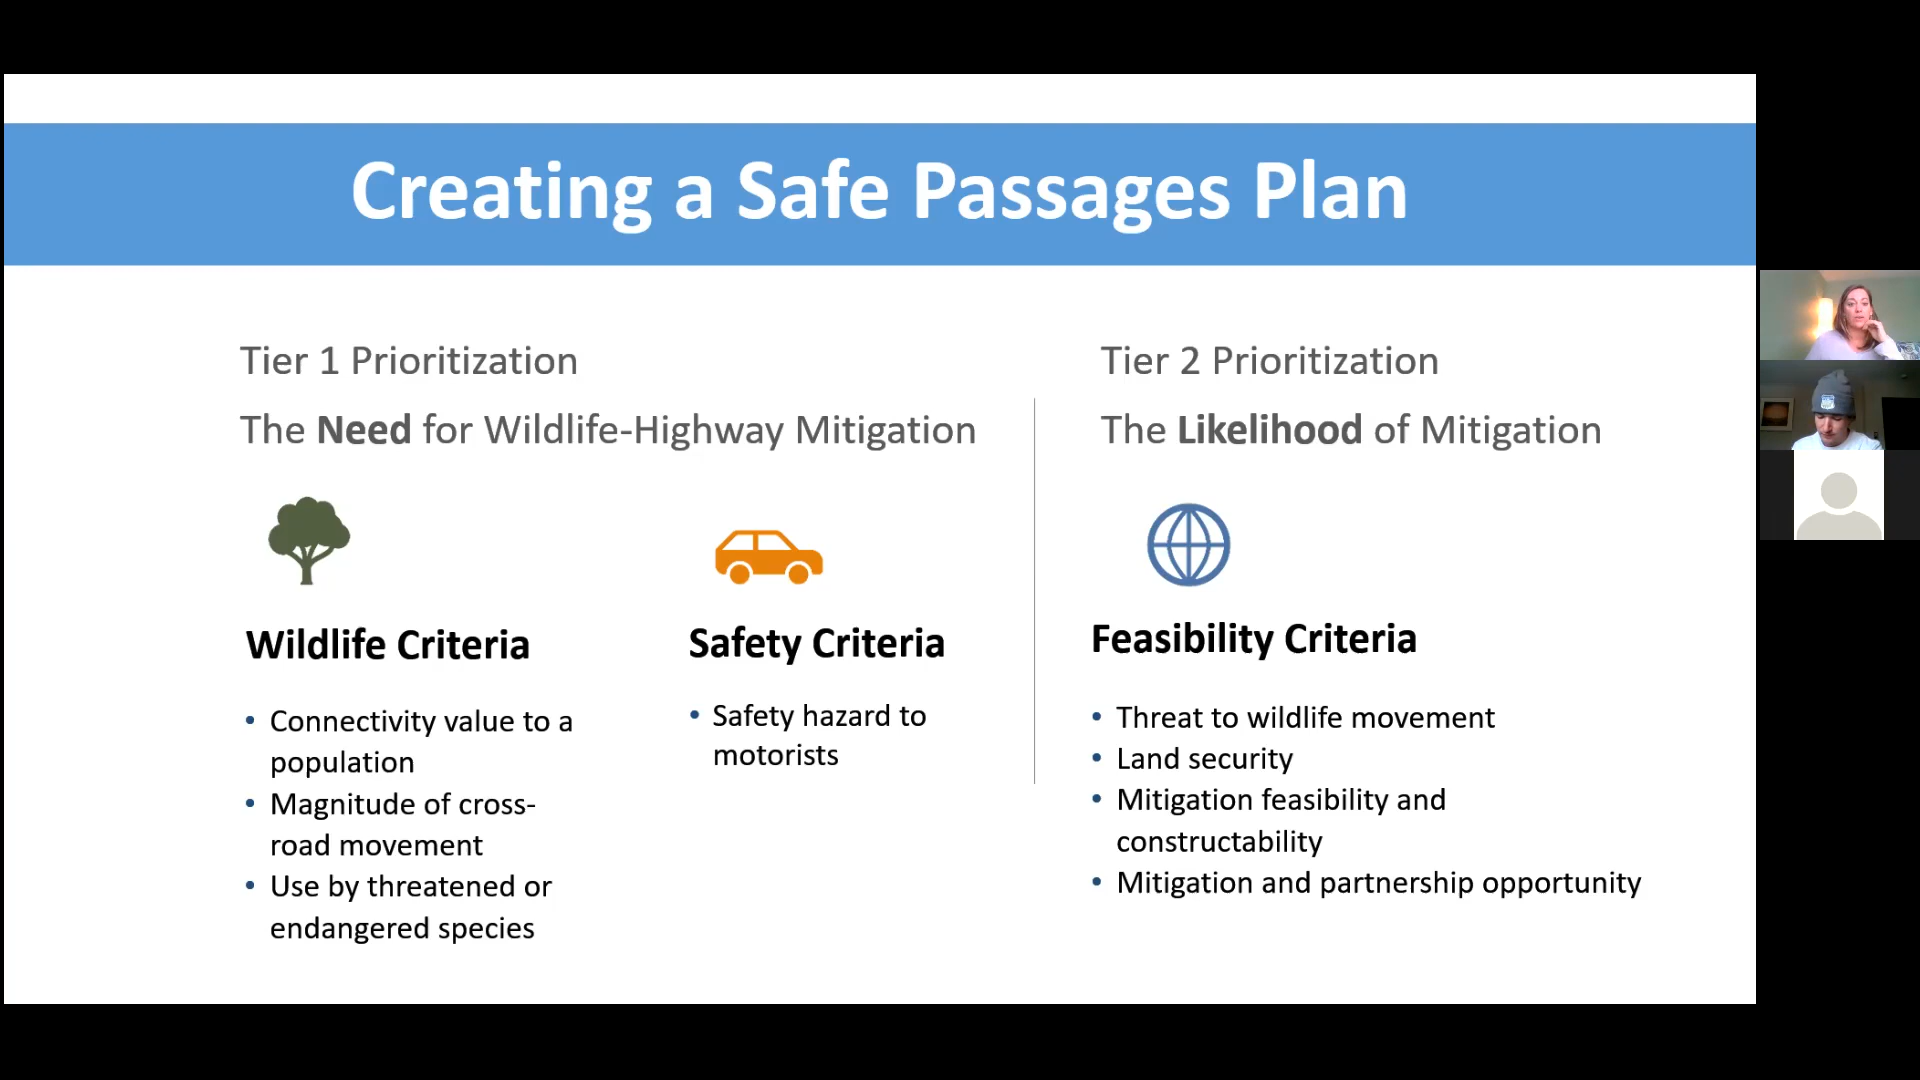 Creating a Safe Passages Plan
Tier 1 Prioritization
The Need for Wildlife-Highway Mitigation
Wildlife Criteria
• Connectivity value to a
population
• Magnitude of cross-
road movement
• Use by threatened or
endangered species
Safety Criteria
• Safety hazard to
motorists
Tier 2 Prioritization
The Likelihood of Mitigation
Feasibility Criteria
• Threat to wildlife movement
• Land security
• Mitigation feasibility and
constructability
• Mitigation and partnership opportunity